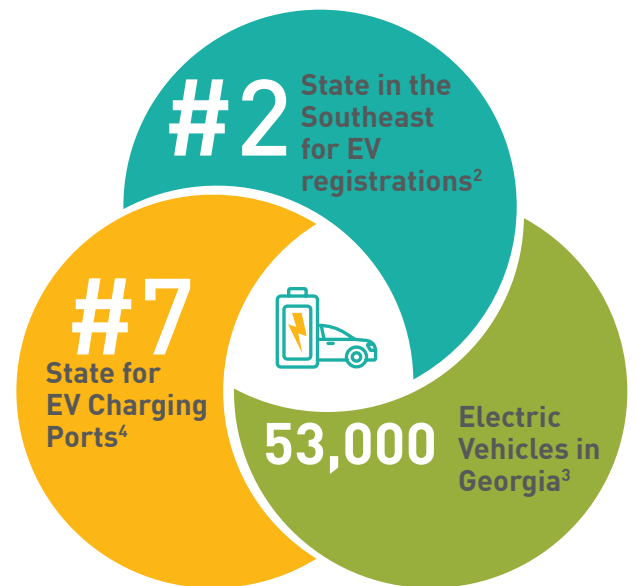 #2
State in the
Southeast
for EV
registrations²
#7
State for
EV Charging
Ports⁴
53,000
Electric
Vehicles in
Georgia³